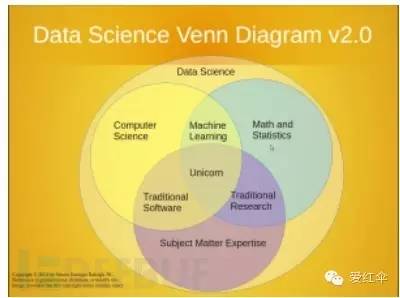 Data Science Venn Diagram v2.0
Data Science
Computer
Science
Machine
Learning
Math and
Statistics
Unicorn
Traditional
Software
Traditional
Research
Subject Matter Expertise
爱红伞